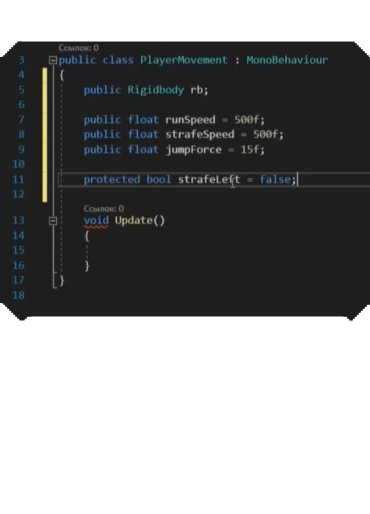 Ссылок: 0
3 public class PlayerMovement : MonoBehaviour
4 {
5 public Rigidbody rb;
6
7 public float runSpeed = 500f;
8 public float strafeSpeed = 500f;
9 public float jumpForce = 15f;
10
11 protected bool strafeLeft = false;
12
Ссылок: 0
13 void Update()
14 {
15
16 }
17 }
18